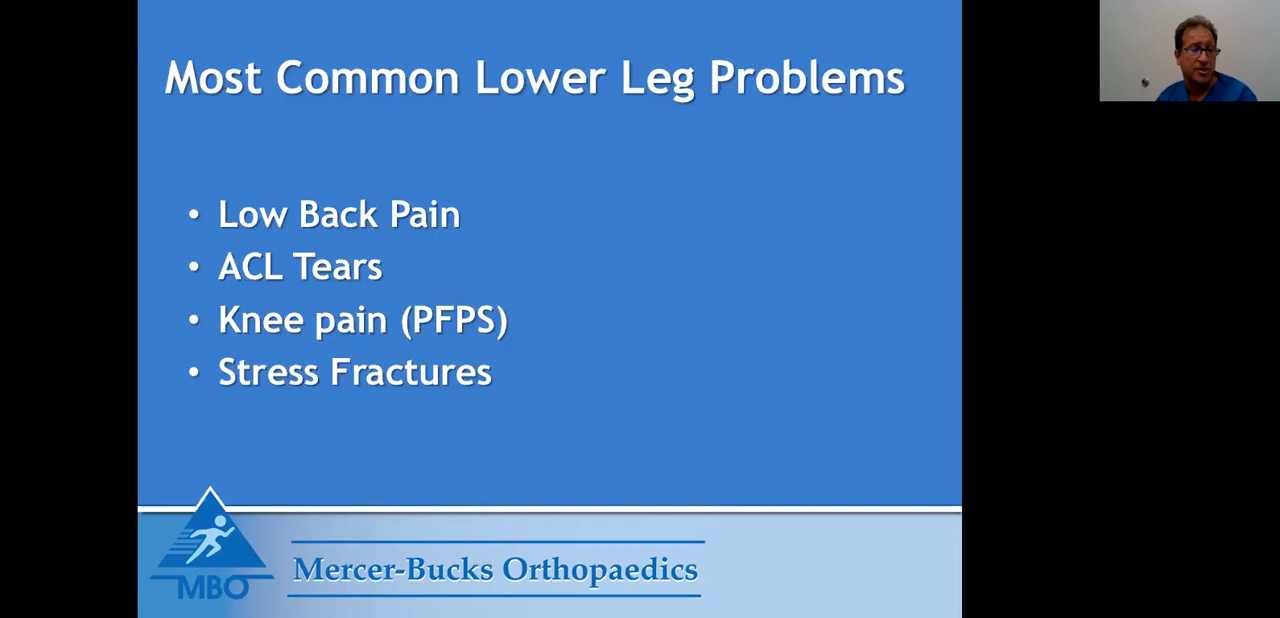 Most Common Lower Leg Problems
• Low Back Pain
• ACL Tears
• Knee pain (PFPS)
• Stress Fractures
MBO
Mercer-Bucks Orthopaedics